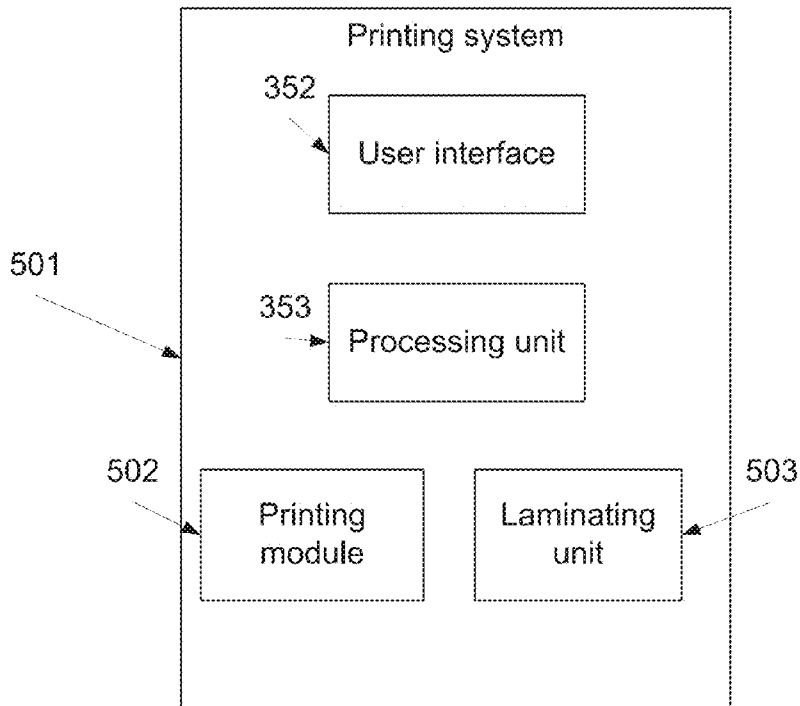 Printing system
352
User interface
501
353
Processing unit
502
503
Printing
module
Laminating
unit